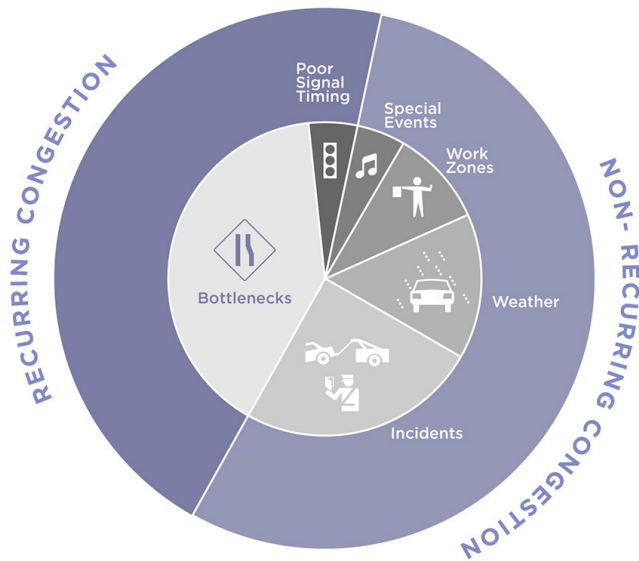 RECURRING CONGESTION
Poor
Signal
Timing
Special
Events
Work
Zones
NON- RECURRING CONGESTION
Bottlenecks
Weather
Incidents